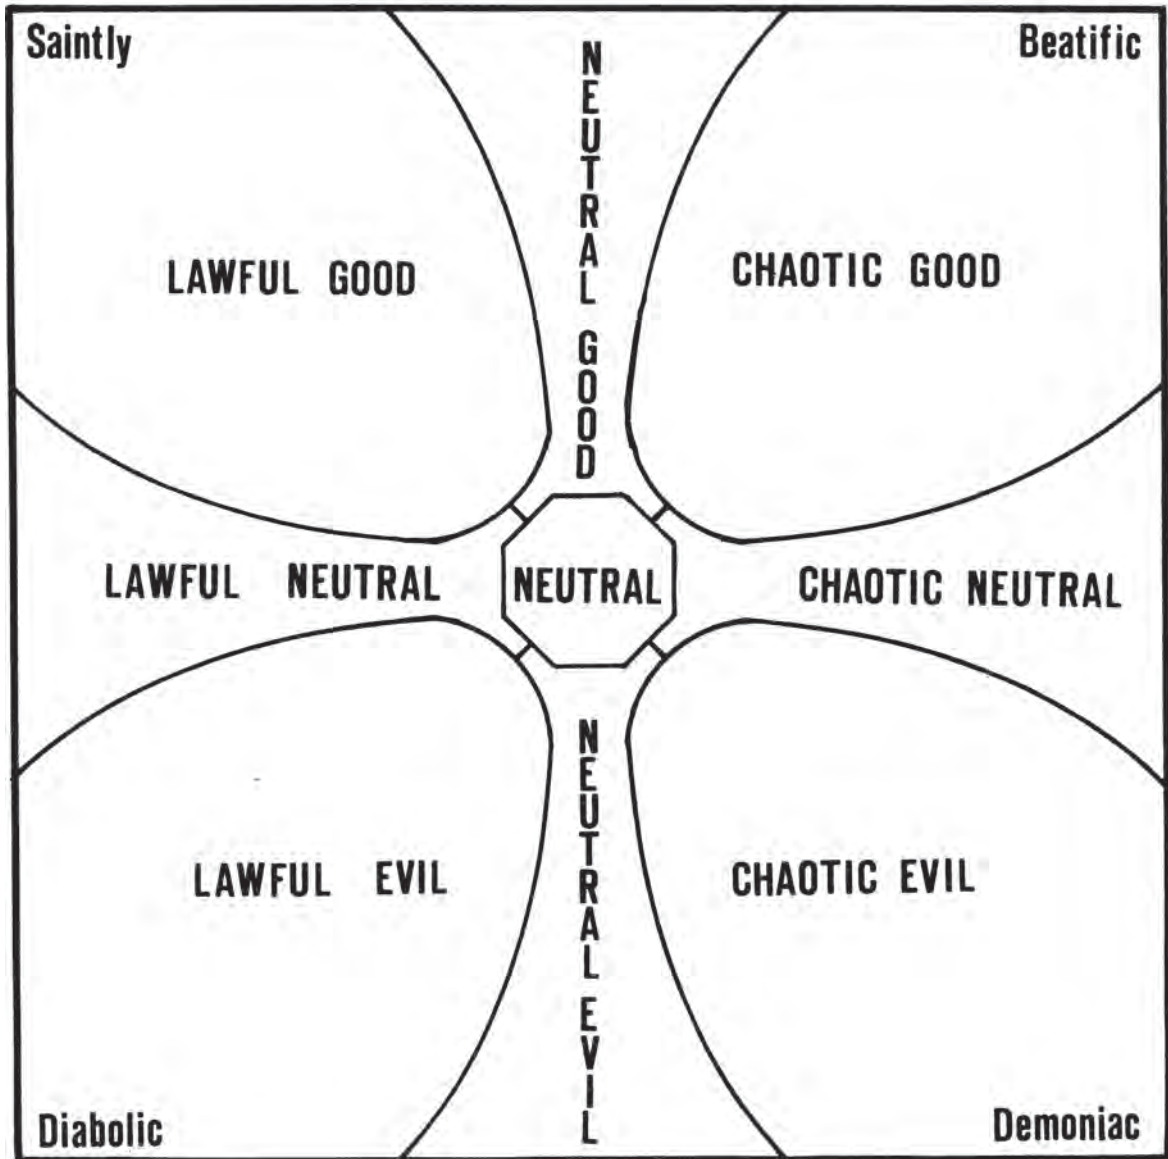 Saintly
Beatific
NEUTRAL GOOD
LAWFUL GOOD
CHAOTIC GOOD
LAWFUL NEUTRAL
NEUTRAL
CHAOTIC NEUTRAL
LAWFUL EVIL
CHAOTIC EVIL
NEUTRAL EVIL
Diabolic
Demoniac